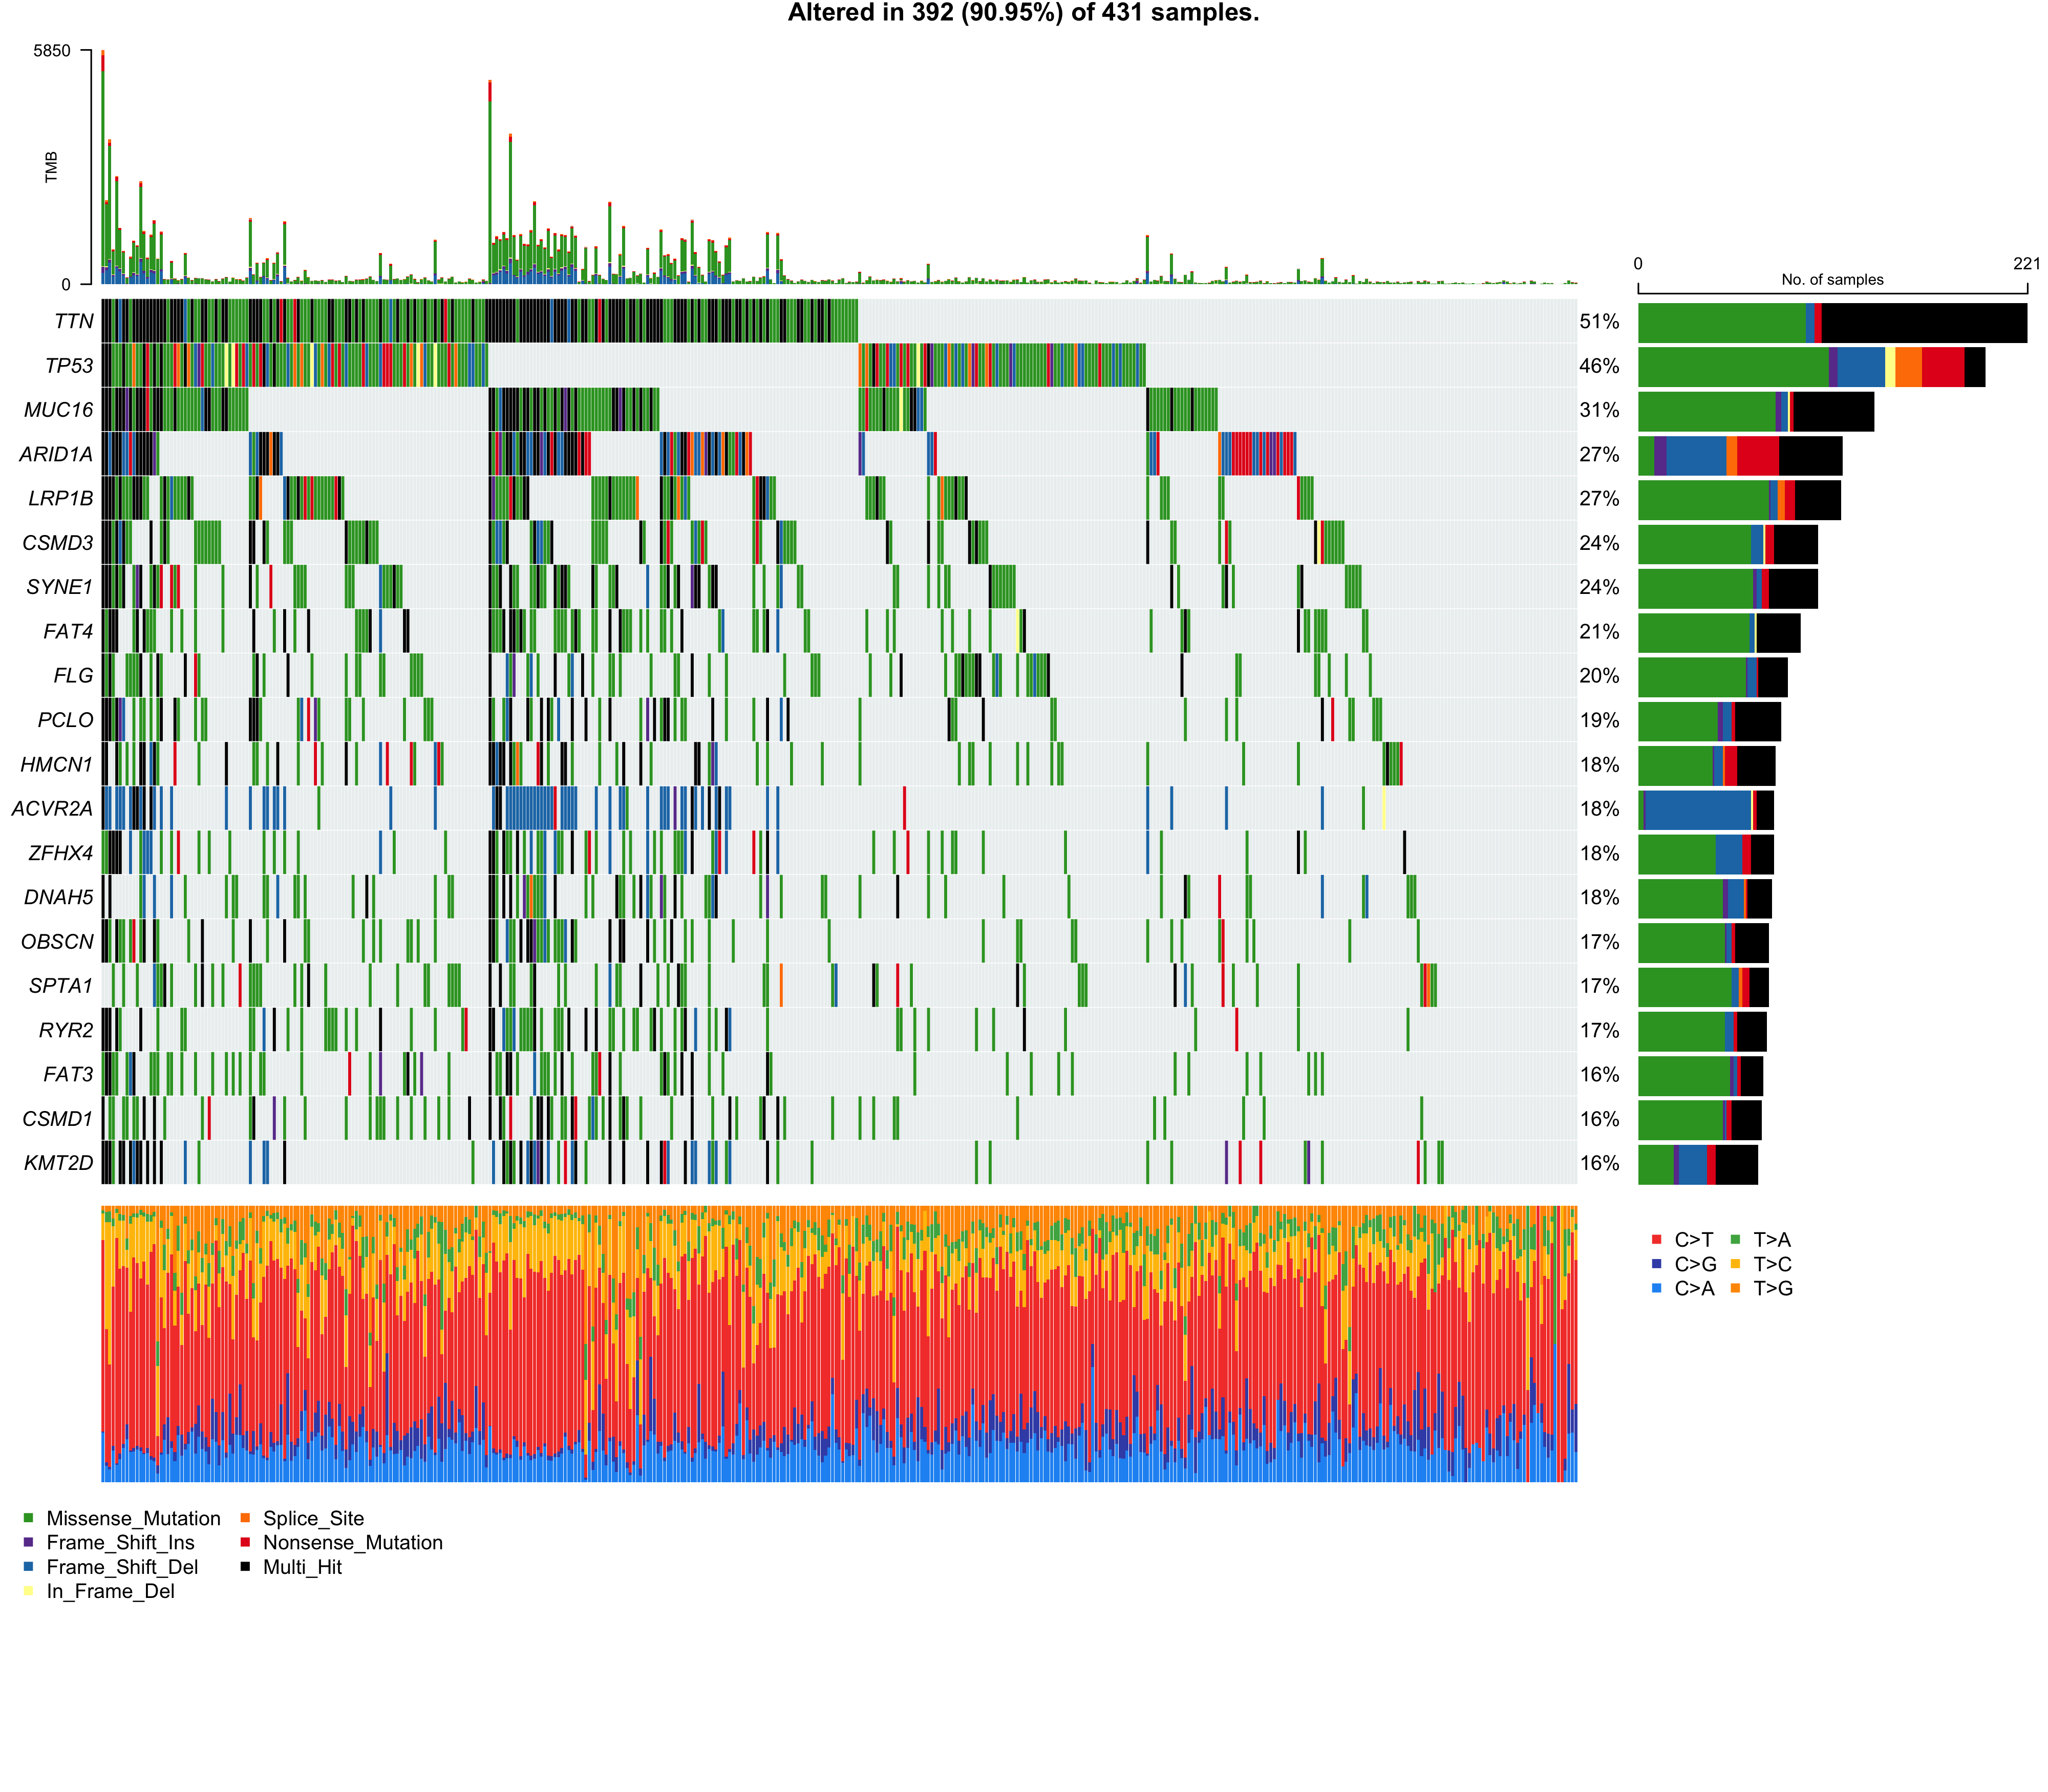 Altered in 392 (90.95%) of 431 samples.
5850
TMB
0
0 221
No. of samples
TTN 51%
TP53 46%
MUC16 31%
ARID1A 27%
LRP1B 27%
CSMD3 24%
SYNE1 24%
FAT4 21%
FLG 20%
PCLO 19%
HMCN1 18%
ACVR2A 18%
ZFHX4 18%
DNAH5 18%
OBSCN 17%
SPTA1 17%
RYR2 17%
FAT3 16%
CSMD1 16%
KMT2D 16%
C>T T>A
C>G T>C
C>A T>G
Missense_Mutation Splice_Site
Frame_Shift_Ins Nonsense_Mutation
Frame_Shift_Del Multi_Hit
In_Frame_Del